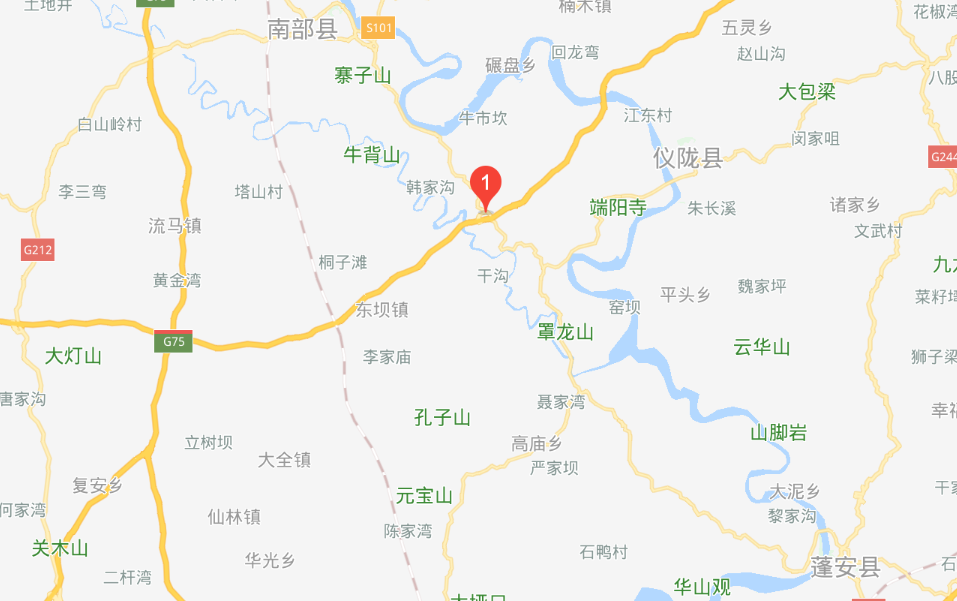 土地井
楠木镇
花椒湾
南部县
S101
五灵乡
赵山沟
回龙弯
碾盘乡
寨子山
八股
大包梁
白山岭村
牛市坎
江东村
闵家咀
牛背山
仪陇县
G244
李三弯
塔山村
韩家沟
1
端阳寺
朱长溪
诸家乡
流马镇
文武村
G212
桐子滩
干沟
九龙
黄金湾
魏家坪
平头乡
东坝镇
窑坝
罩龙山
G75
大灯山
李家庙
云华山
狮子梁
唐家沟
聂家湾
孔子山
幸福
山脚岩
立树坝
高庙乡
大全镇
严家坝
复安乡
元宝山
大泥乡
干家
何家湾
仙林镇
黎家沟
陈家湾
关木山
石鸭村
华光乡
蓬安县
石
二杆湾
华山观